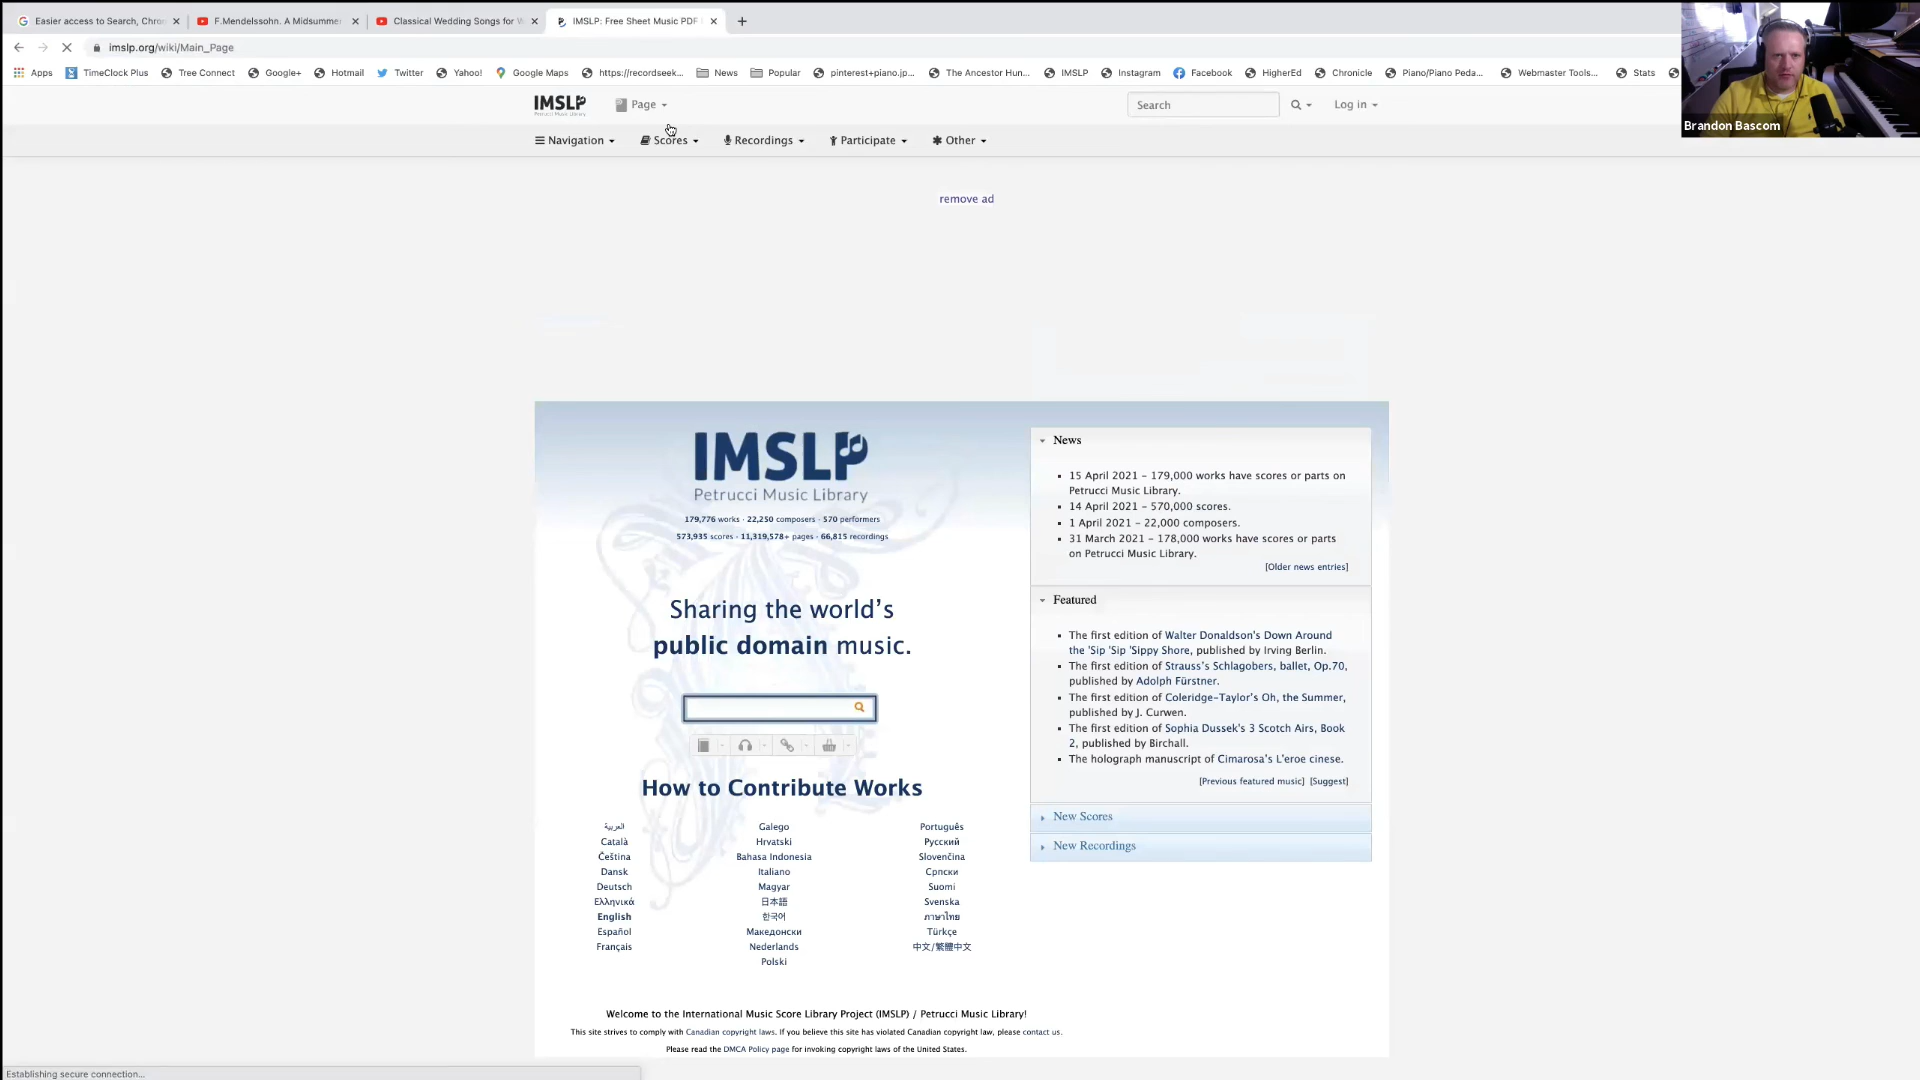 Easier access to Search, Chron
F.Mendelssohn. A Midsummer
Classical Wedding Songs for W
IMSLP: Free Sheet Music PDF
imslp.org/wiki/Main_Page
Apps
TimeClock Plus
Tree Connect
Google+
Hotmail
Twitter
Yahoo!
Google Maps
https://recordseek...
News
Popular
pinterest+piano.jp...
The Ancestor Hun...
IMSLP
Instagram
Facebook
HigherEd
Chronicle
Piano/Piano Peda...
Webmaster Tools...
Stats
Brandon Bascom
IMSLP
Petrucci Music Library
Page
Search
Log in
Navigation
Scores
Recordings
Participate
Other
remove ad
IMSLP
Petrucci Music Library
179,776 works · 22,250 composers · 570 performers
573,935 scores · 11,319,578+ pages · 66,815 recordings
Sharing the world's
public domain music.
How to Contribute Works
العربية
Català
Čeština
Dansk
Deutsch
Ελληνικά
English
Español
Français
Galego
Hrvatski
Bahasa Indonesia
Italiano
Magyar
日本語
한국어
Македонски
Nederlands
Polski
Português
Русский
Slovenčina
Српски
Suomi
Svenska
ภาษาไทย
Türkçe
中文/繁體中文
News
15 April 2021 – 179,000 works have scores or parts on
Petrucci Music Library.
14 April 2021 – 570,000 scores.
1 April 2021 – 22,000 composers.
31 March 2021 – 178,000 works have scores or parts
on Petrucci Music Library.
[Older news entries]
Featured
The first edition of Walter Donaldson's Down Around
the 'Sip 'Sip 'Sippy Shore, published by Irving Berlin.
The first edition of Strauss's Schlagobers, ballet, Op.70,
published by Adolph Fürstner.
The first edition of Coleridge-Taylor's Oh, the Summer,
published by J. Curwen.
The first edition of Sophia Dussek's 3 Scotch Airs, Book
2, published by Birchall.
The holograph manuscript of Cimarosa's L'eroe cinese.
[Previous featured music] [Suggest]
New Scores
New Recordings
Welcome to the International Music Score Library Project (IMSLP) / Petrucci Music Library!
This site strives to comply with Canadian copyright laws. If you believe this site has violated Canadian copyright law, please contact us.
Please read the DMCA Policy page for invoking copyright laws of the United States.
Establishing secure connection...